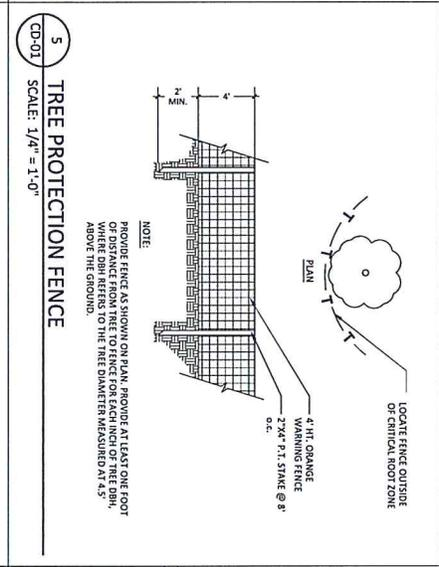 LOCATE FENCE OUTSIDE
OF CRITICAL ROOT ZONE
PLAN
4' HT. ORANGE
WARNING FENCE
2"X4" P.T. STAKE @ 8'
o.c.
4'
2'
MIN.
NOTE:
PROVIDE FENCE AS SHOWN ON PLAN. PROVIDE AT LEAST ONE FOOT
OF DISTANCE FROM TREE TO FENCE FOR EACH INCH OF TREE DBH,
WHERE DBH REFERS TO THE TREE DIAMETER MEASURED AT 4.5'
ABOVE THE GROUND.
5
CD-01
TREE PROTECTION FENCE
SCALE: 1/4" = 1'-0"